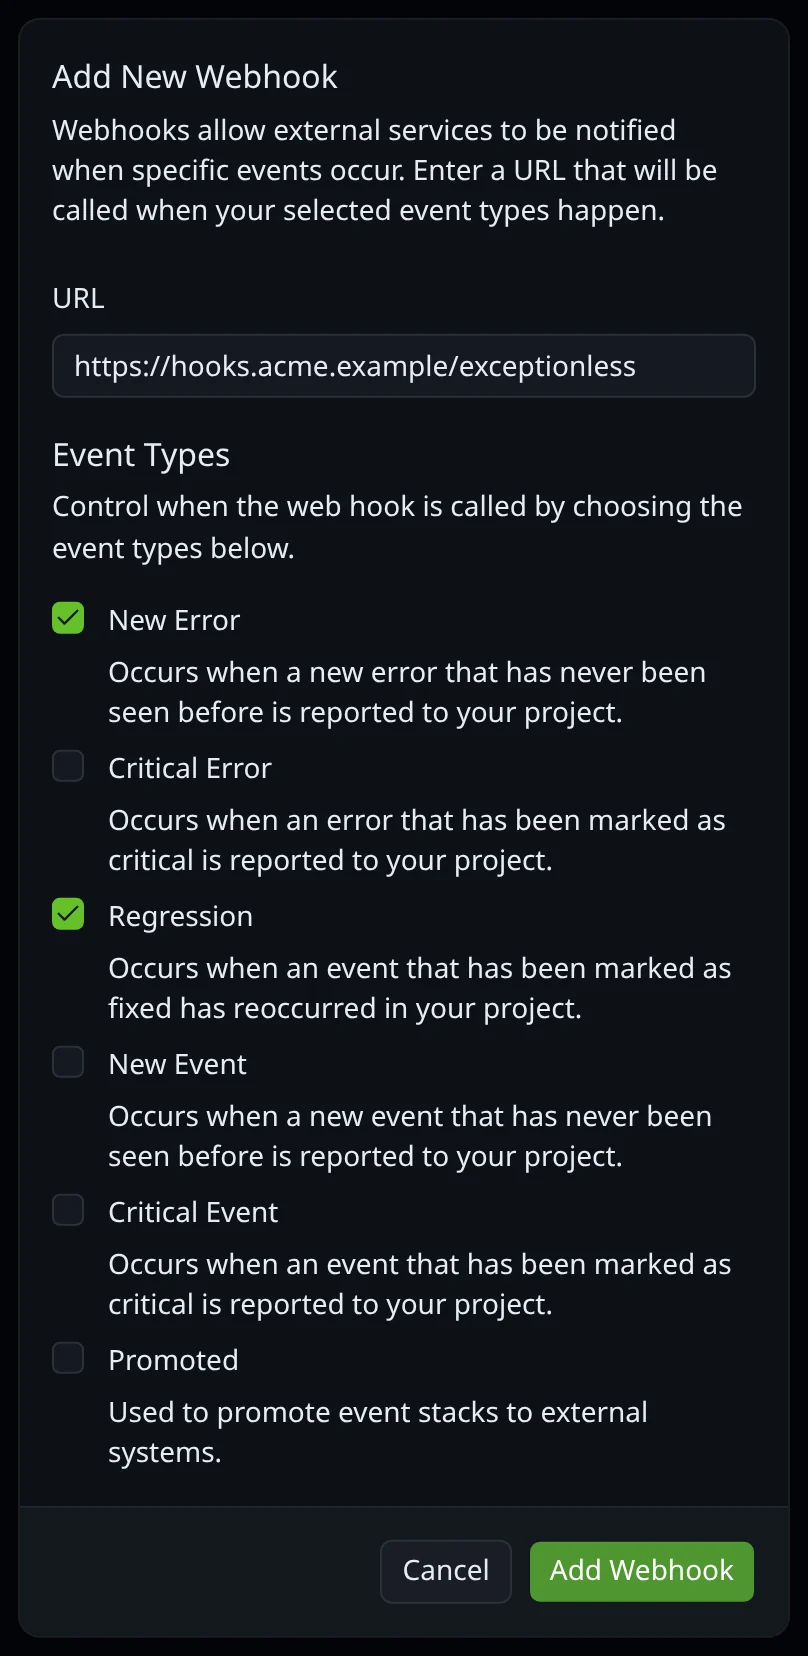 Add New Webhook
Webhooks allow external services to be notified
when specific events occur. Enter a URL that will be
called when your selected event types happen.
URL
https://hooks.acme.example/exceptionless
Event Types
Control when the web hook is called by choosing the
event types below.
New Error
Occurs when a new error that has never been
seen before is reported to your project.
Critical Error
Occurs when an error that has been marked as
critical is reported to your project.
Regression
Occurs when an event that has been marked as
fixed has reoccurred in your project.
New Event
Occurs when a new event that has never been
seen before is reported to your project.
Critical Event
Occurs when an event that has been marked as
critical is reported to your project.
Promoted
Used to promote event stacks to external
systems.
Cancel
Add Webhook